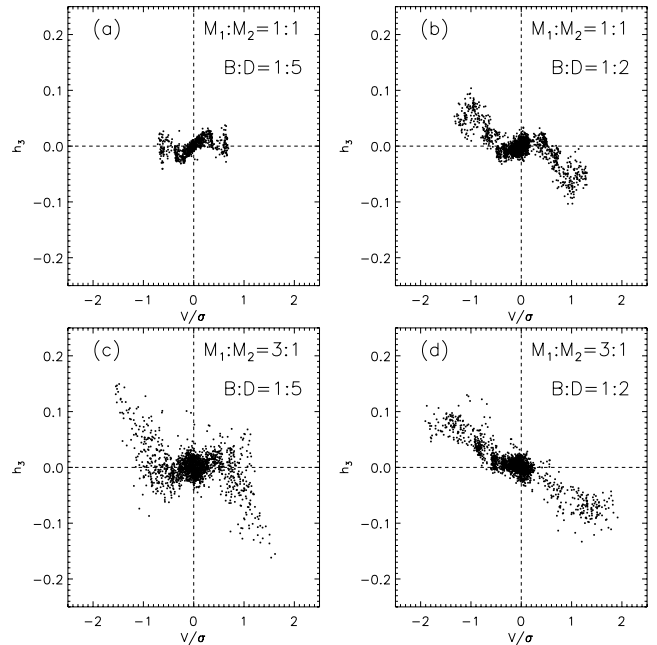 (a) M₁:M₂=1:1
B:D=1:5
0.2
0.1
0.0
−0.1
−0.2
h₃
−2 −1 0 1 2
V/σ
(b) M₁:M₂=1:1
B:D=1:2
0.2
0.1
0.0
−0.1
−0.2
h₃
−2 −1 0 1 2
V/σ
(c) M₁:M₂=3:1
B:D=1:5
0.2
0.1
0.0
−0.1
−0.2
h₃
−2 −1 0 1 2
V/σ
(d) M₁:M₂=3:1
B:D=1:2
0.2
0.1
0.0
−0.1
−0.2
h₃
−2 −1 0 1 2
V/σ